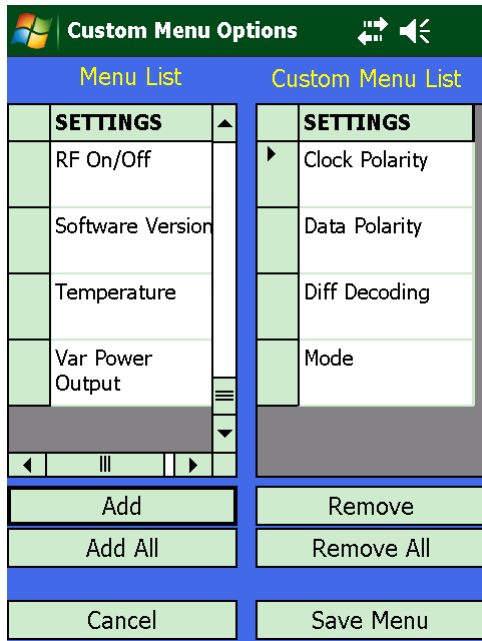 Custom Menu Options
Menu List
Custom Menu List
SETTINGS
RF On/Off
Software Version
Temperature
Var Power
Output
SETTINGS
Clock Polarity
Data Polarity
Diff Decoding
Mode
Add
Remove
Add All
Remove All
Cancel
Save Menu